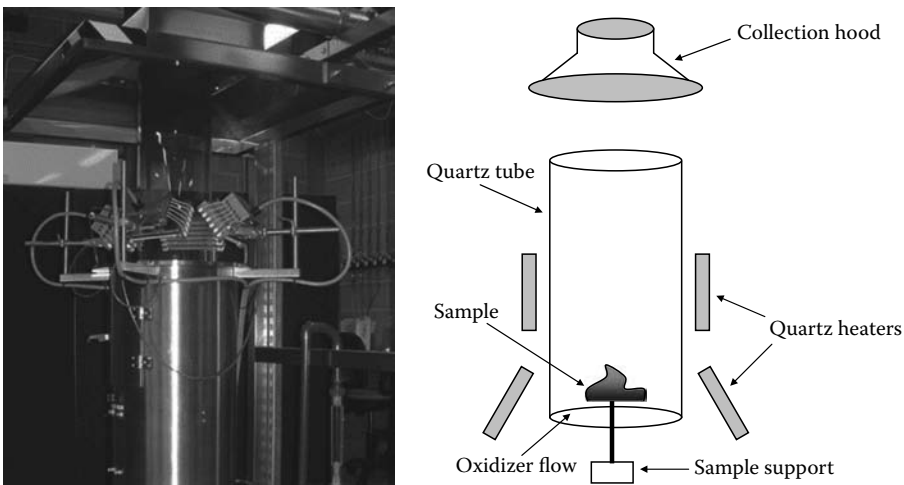 Collection hood
Quartz tube
Sample
Quartz heaters
Oxidizer flow
Sample support